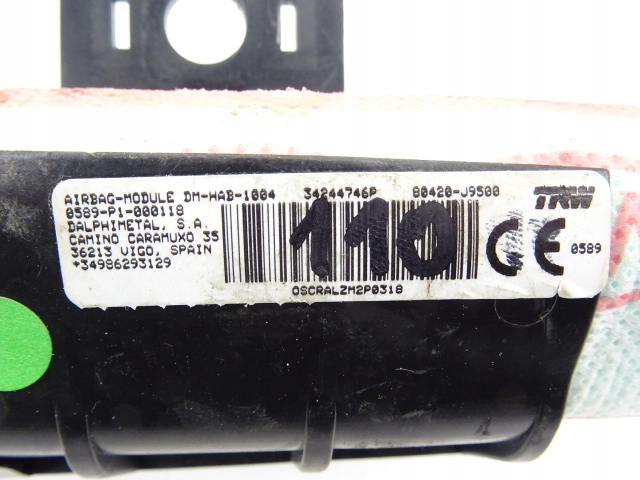 AIRBAG-MODULE DM-HAB-1004 34244746P 80420-J9500
0589-P1-000118
DALPHIMETAL, S.A.
CAMINO CARAMUXO 35
36213 VIGO, SPAIN
+34986293129
110
OSCRALZM2P0318
TRW
CE 0589
1